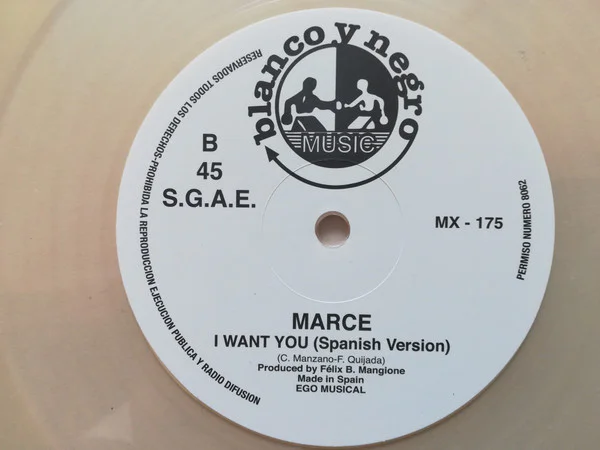 blanco y negro
MUSIC
B
45
S.G.A.E.
MX - 175
MARCE
I WANT YOU (Spanish Version)
(C. Manzano-F. Quijada)
Produced by Félix B. Mangione
Made in Spain
EGO MUSICAL
RESERVADOS TODOS LOS DERECHOS-PROHIBIDA LA REPRODUCCION EJECUCION PUBLICA Y RADIO DIFUSION
PERMISO NUMERO 8062